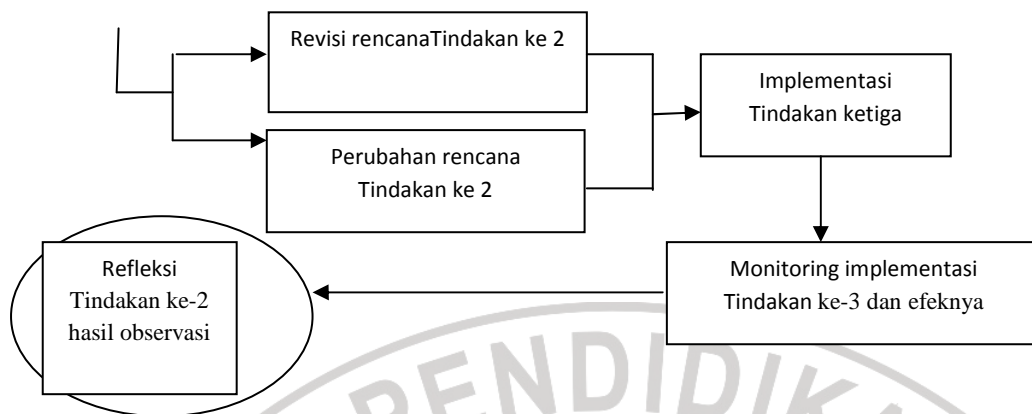 Revisi rencanaTindakan ke 2
Implementasi
Tindakan ketiga
Perubahan rencana
Tindakan ke 2
Refleksi
Tindakan ke-2
hasil observasi
Monitoring implementasi
Tindakan ke-3 dan efeknya
PENDIDIKA